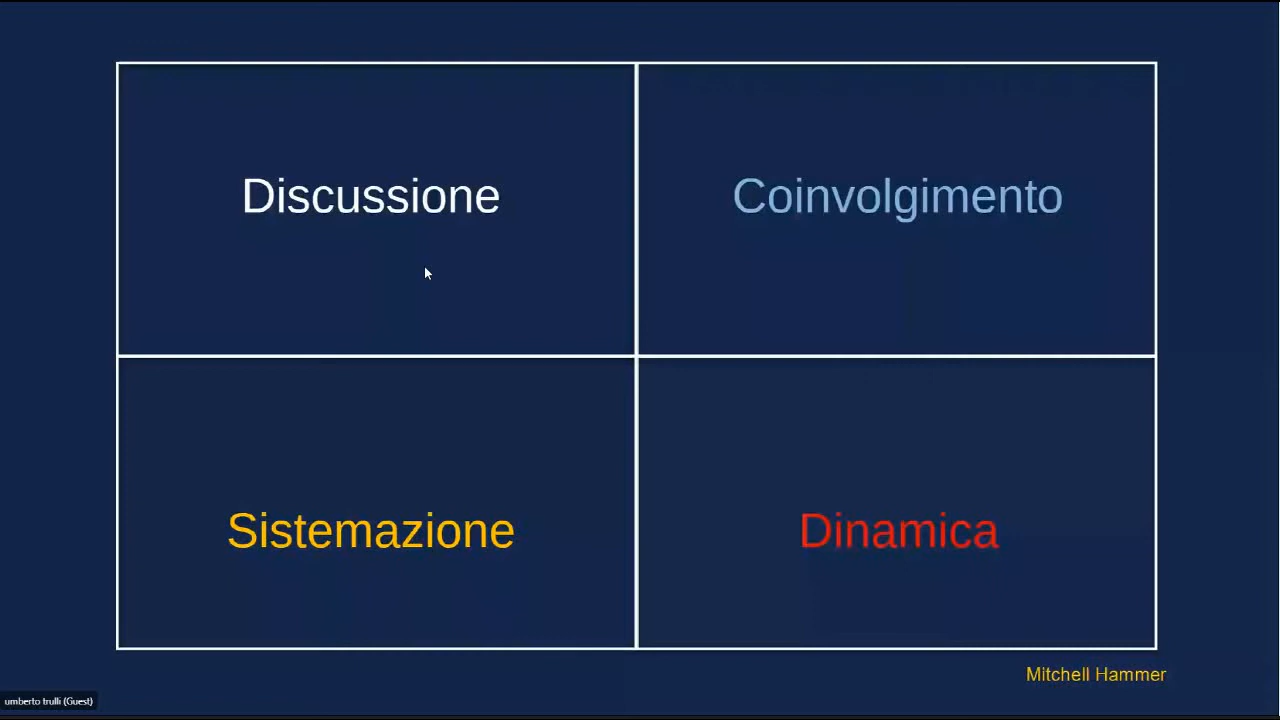 Discussione
Coinvolgimento
Sistemazione
Dinamica
Mitchell Hammer
umberto trulli (Guest)